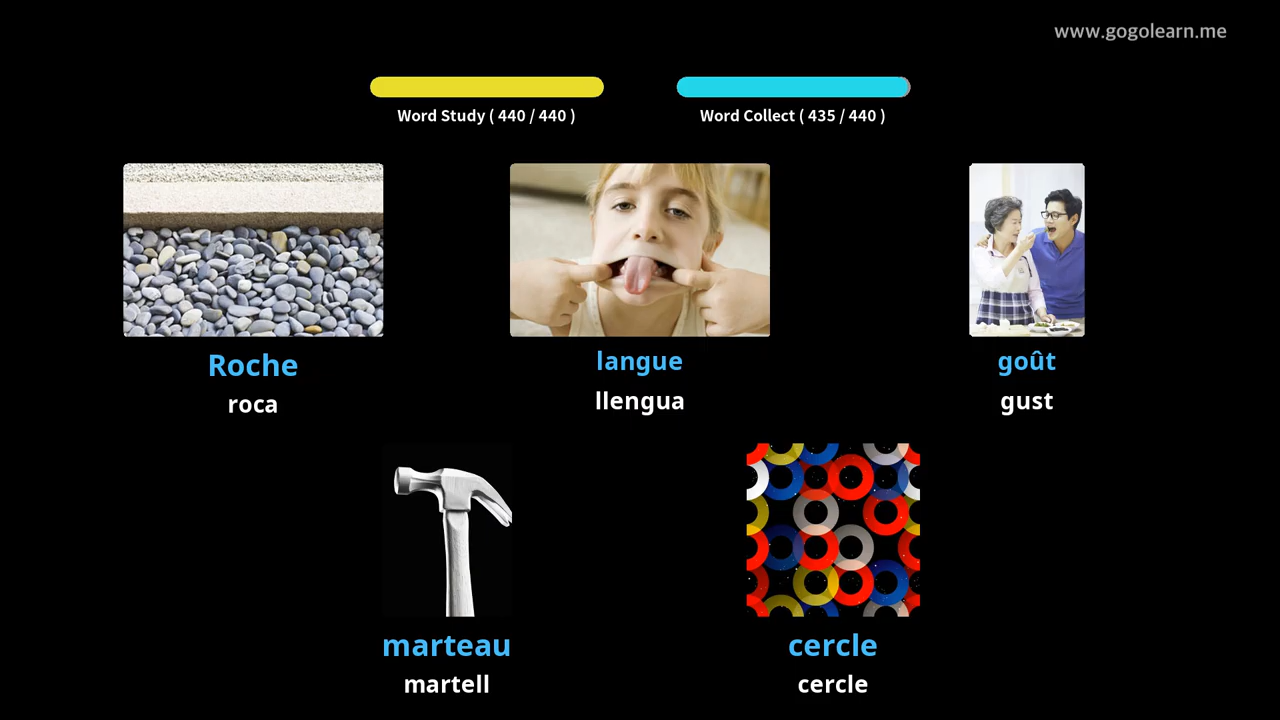 www.gogolearn.me
Word Study ( 440 / 440 )
Word Collect ( 435 / 440 )
Roche
roca
langue
llengua
goût
gust
marteau
martell
cercle
cercle